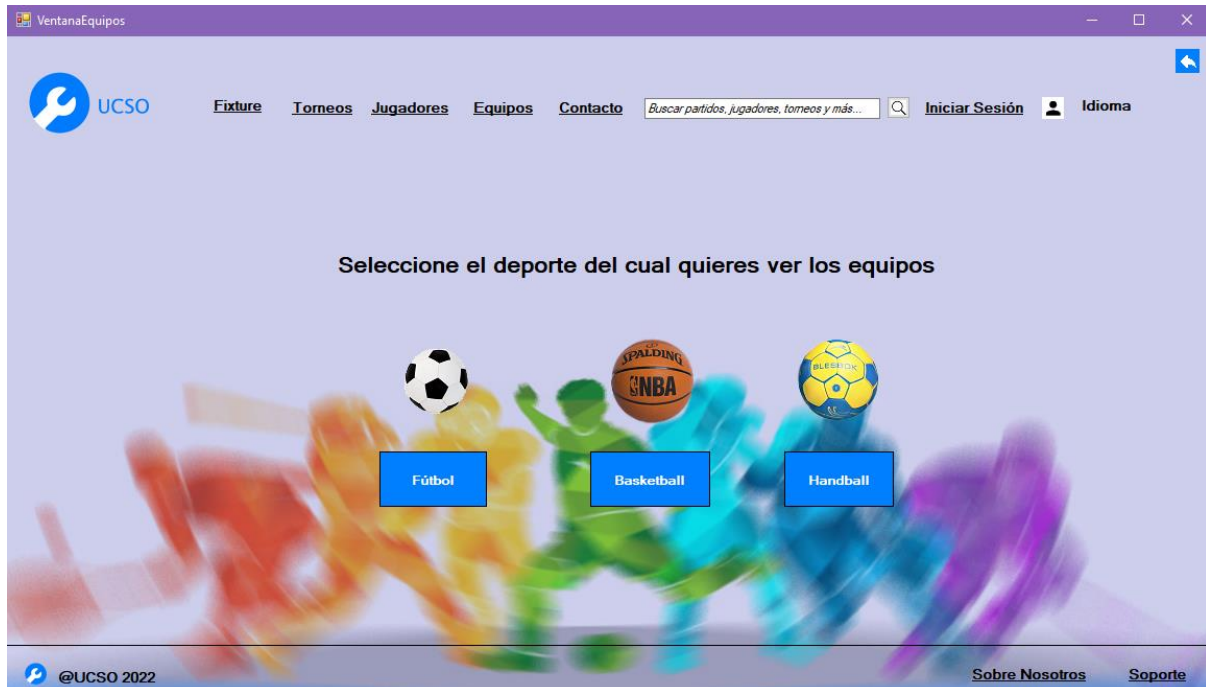 VentanaEquipos
UCSO
Fixture Torneos Jugadores Equipos Contacto Buscar partidos, jugadores, torneos y más... Iniciar Sesión Idioma
Seleccione el deporte del cual quieres ver los equipos
SPALDING
NBA
BLESBOK
Fútbol Basketball Handball
@UCSO 2022
Sobre Nosotros Soporte